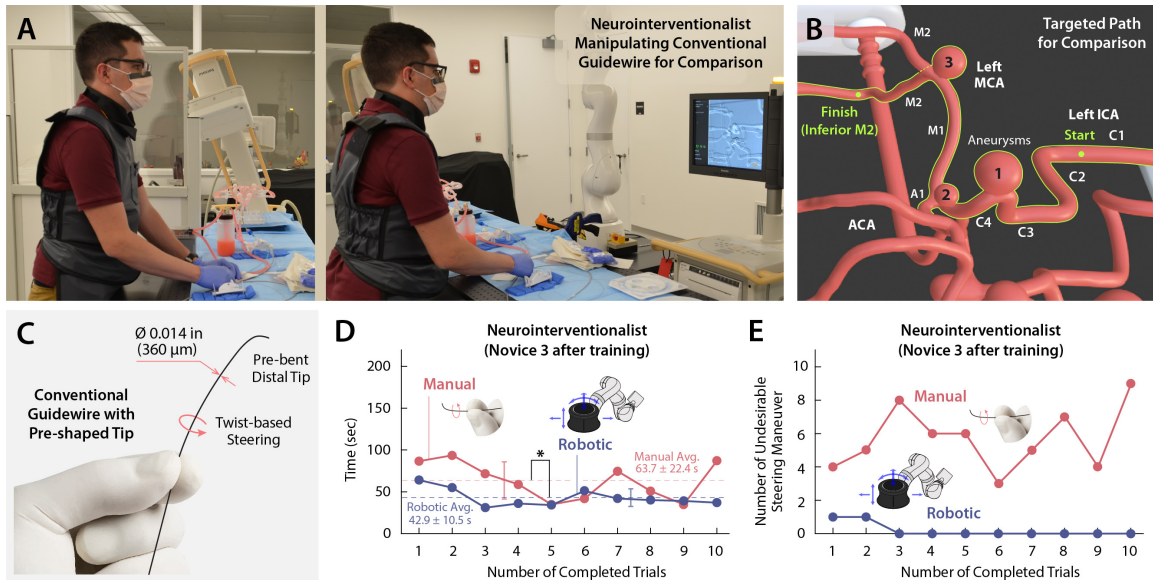 A
Neurointerventionalist
Manipulating Conventional
Guidewire for Comparison
B
Targeted Path
for Comparison
M2
3
Left
MCA
M2
Finish
(Inferior M2)
M1
Left ICA
Start
C1
Aneurysms
1
C2
A1
2
C4
C3
ACA
C
Ø 0.014 in
(360 μm)
Pre-bent
Distal Tip
Conventional
Guidewire with
Pre-shaped Tip
Twist-based
Steering
D
Neurointerventionalist
(Novice 3 after training)
Time (sec)
200
150
100
50
0
Manual
Robotic
*
Manual Avg.
63.7 ± 22.4 s
Robotic Avg.
42.9 ± 10.5 s
1 2 3 4 5 6 7 8 9 10
Number of Completed Trials
E
Neurointerventionalist
(Novice 3 after training)
Number of Undesirable
Steering Maneuver
10
8
6
4
2
0
Manual
Robotic
1 2 3 4 5 6 7 8 9 10
Number of Completed Trials